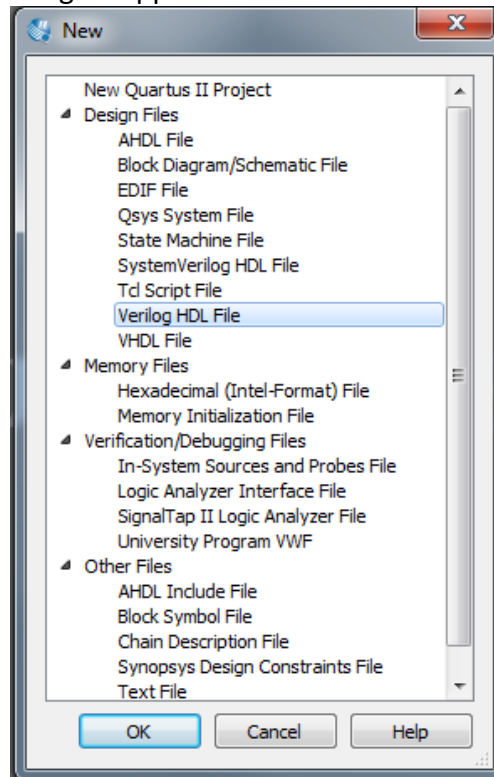 New
New Quartus II Project
Design Files
AHDL File
Block Diagram/Schematic File
EDIF File
Qsys System File
State Machine File
SystemVerilog HDL File
Tcl Script File
Verilog HDL File
VHDL File
Memory Files
Hexadecimal (Intel-Format) File
Memory Initialization File
Verification/Debugging Files
In-System Sources and Probes File
Logic Analyzer Interface File
SignalTap II Logic Analyzer File
University Program VWF
Other Files
AHDL Include File
Block Symbol File
Chain Description File
Synopsys Design Constraints File
Text File
OK Cancel Help